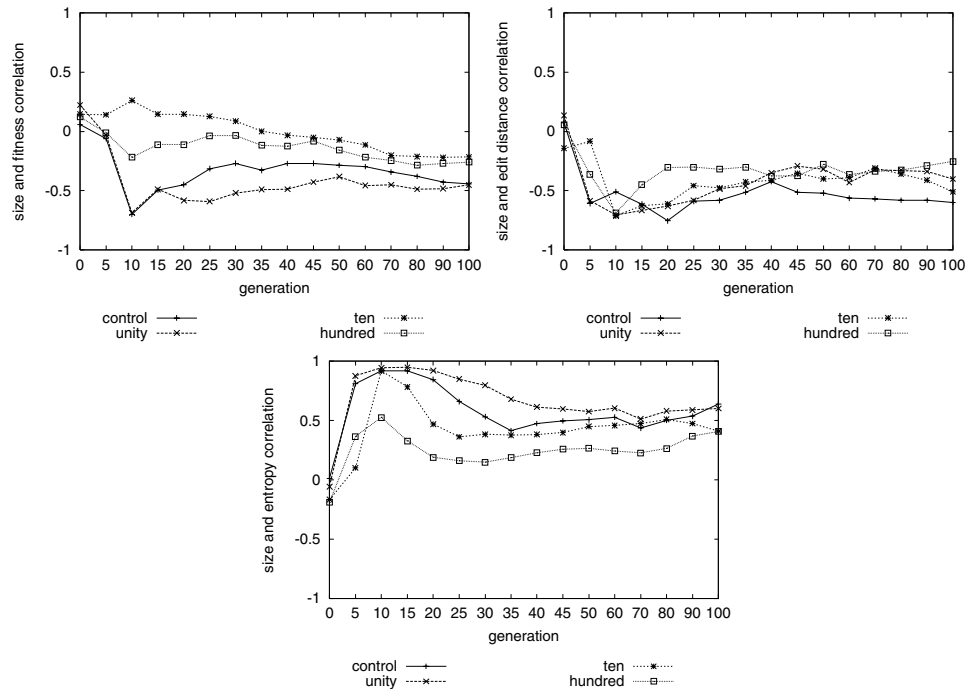 1
0.5
0
-0.5
-1
size and fitness correlation
0 5 10 15 20 25 30 35 40 45 50 60 70 80 90 100
generation
control
unity
ten
hundred
1
0.5
0
-0.5
-1
size and edit distance correlation
0 5 10 15 20 25 30 35 40 45 50 60 70 80 90 100
generation
control
unity
ten
hundred
1
0.5
0
-0.5
-1
size and entropy correlation
0 5 10 15 20 25 30 35 40 45 50 60 70 80 90 100
generation
control
unity
ten
hundred